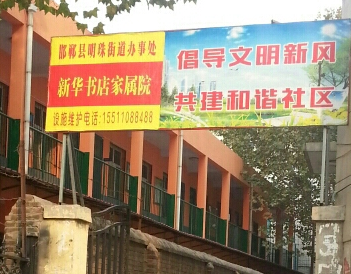 邯郸县明珠街道办事处
新华书店家属院
设施维护电话:15511088488
倡导文明新风
共建和谐社区